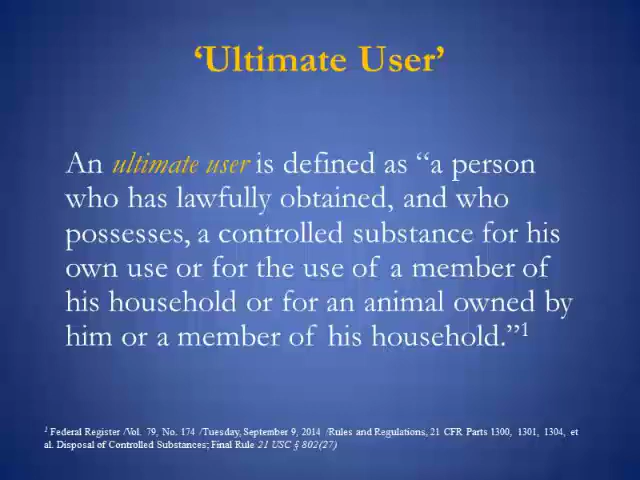 ‘Ultimate User’
An ultimate user is defined as “a person
who has lawfully obtained, and who
possesses, a controlled substance for his
own use or for the use of a member of
his household or for an animal owned by
him or a member of his household.”1
1 Federal Register /Vol. 79, No. 174 /Tuesday, September 9, 2014 /Rules and Regulations, 21 CFR Parts 1300, 1301, 1304, et
al. Disposal of Controlled Substances; Final Rule 21 USC § 802(27)